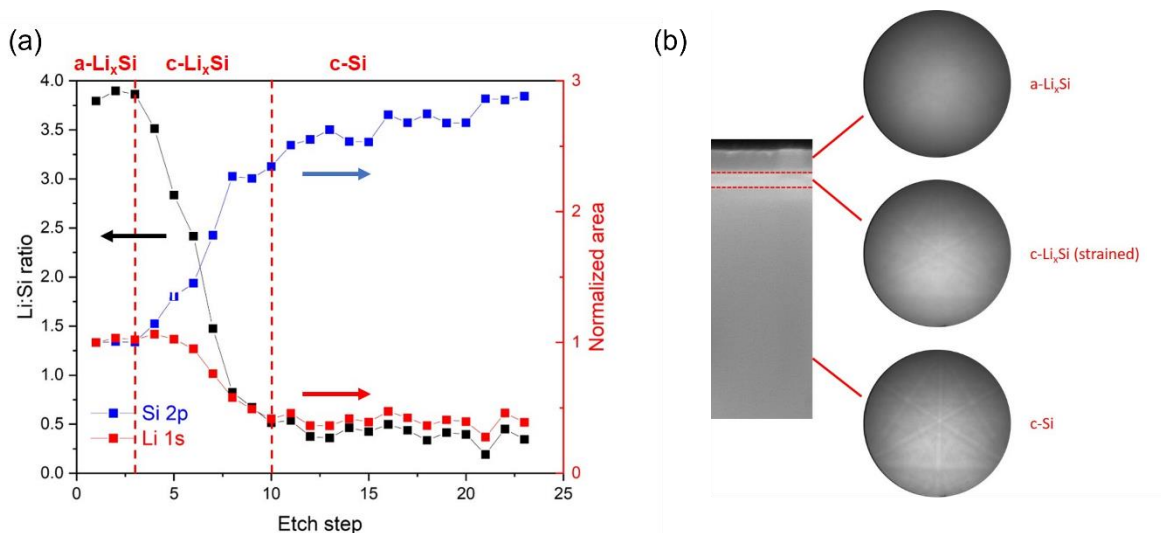 (a)
a-LiₓSi
c-LiₓSi
c-Si
4.0
3.5
3.0
2.5
2.0
1.5
1.0
0.5
0.0
Li:Si ratio
3
2
1
0
Normalized area
Si 2p
Li 1s
0
5
10
15
20
25
Etch step
(b)
a-LiₓSi
c-LiₓSi (strained)
c-Si